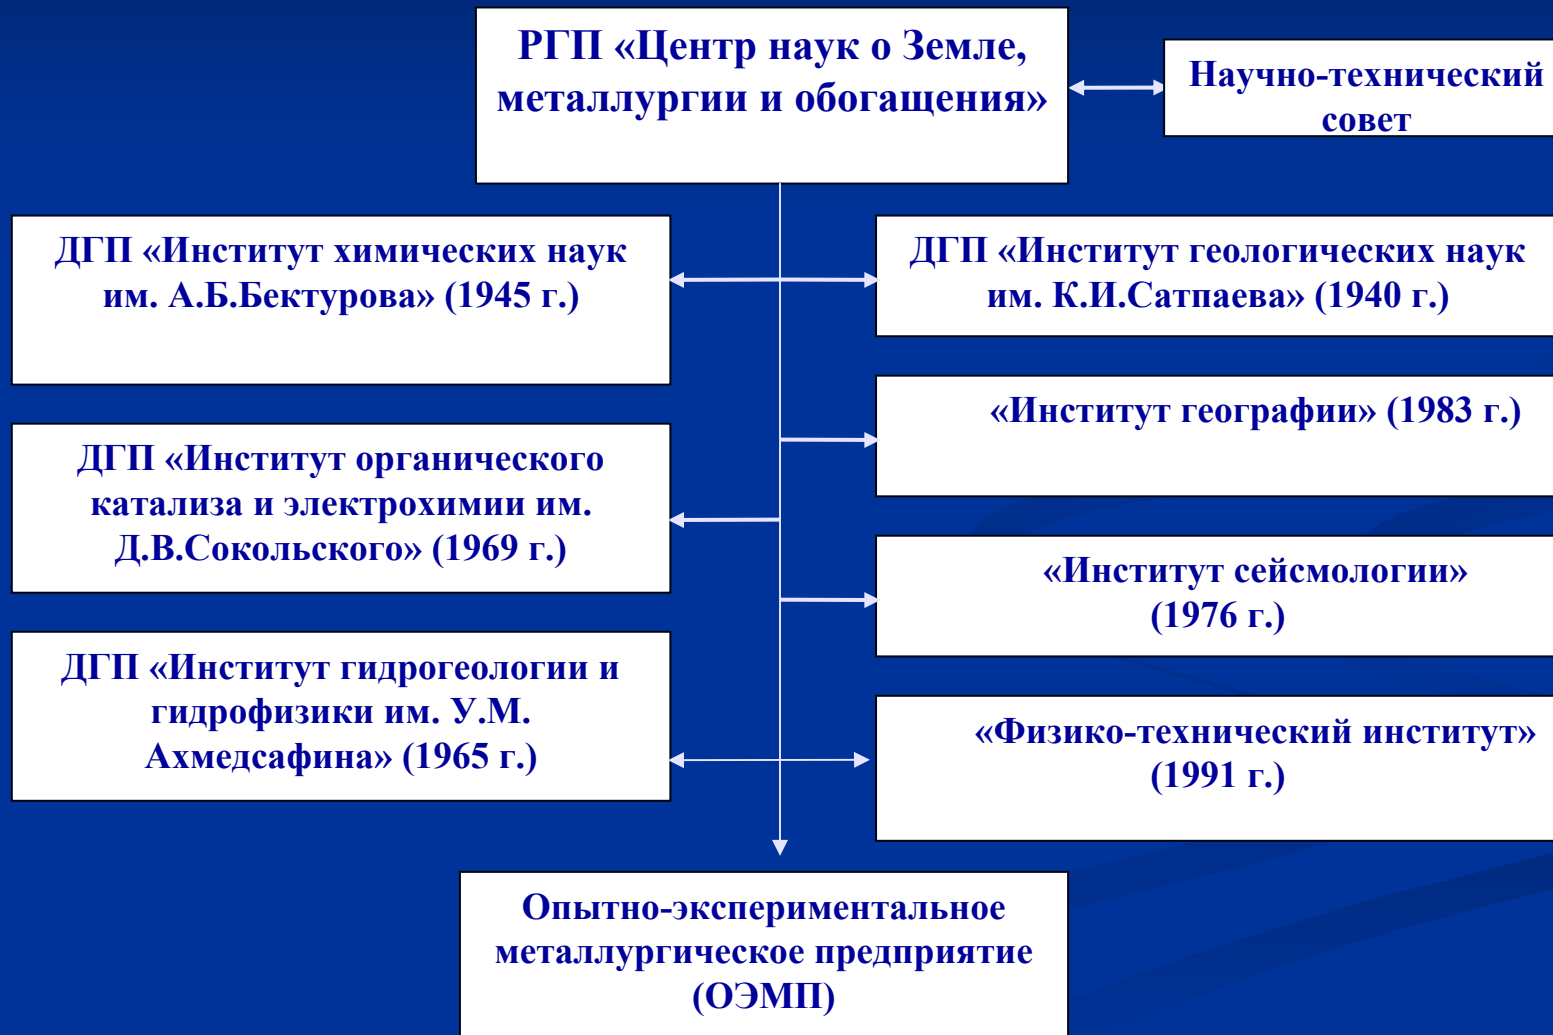 РГП «Центр наук о Земле,
металлургии и обогащения»
Научно-технический
совет
ДГП «Институт химических наук
им. А.Б.Бектурова» (1945 г.)
ДГП «Институт геологических наук
им. К.И.Сатпаева» (1940 г.)
«Институт географии» (1983 г.)
ДГП «Институт органического
катализа и электрохимии им.
Д.В.Сокольского» (1969 г.)
«Институт сейсмологии»
(1976 г.)
ДГП «Институт гидрогеологии и
гидрофизики им. У.М.
Ахмедсафина» (1965 г.)
«Физико-технический институт»
(1991 г.)
Опытно-экспериментальное
металлургическое предприятие
(ОЭМП)